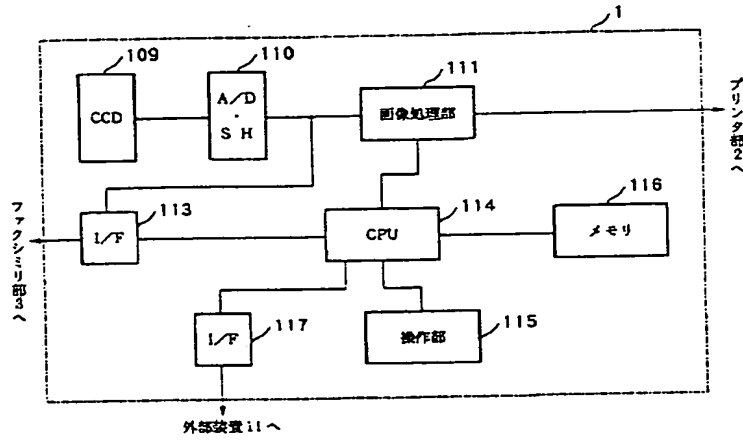 1
109
110
111
CCD
A/D
・
S H
画像処理部
プリンタ部2へ
113
114
116
I/F
CPU
メモリ
ファクシミリ部3へ
117
115
I/F
操作部
外部装置11へ